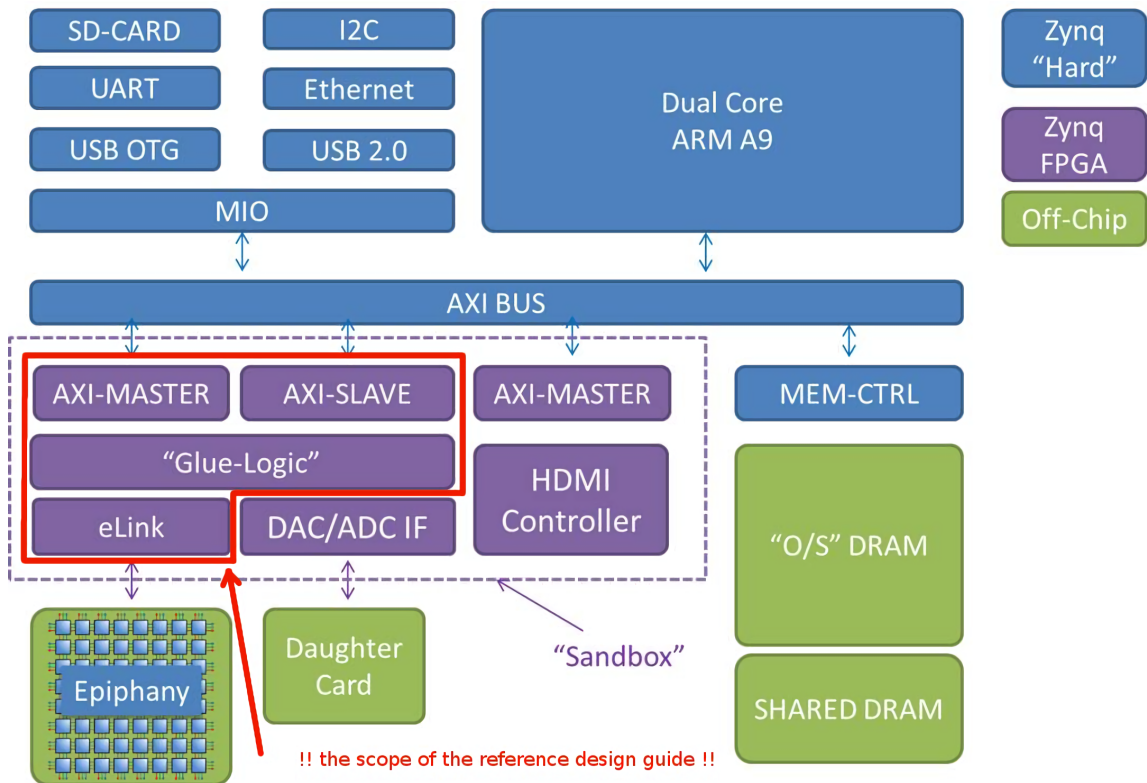 SD-CARD
I2C
UART
Ethernet
USB OTG
USB 2.0
MIO
Dual Core
ARM A9
Zynq
“Hard”
Zynq
FPGA
Off-Chip
AXI BUS
AXI-MASTER
AXI-SLAVE
AXI-MASTER
MEM-CTRL
“Glue-Logic”
HDMI
Controller
eLink
DAC/ADC IF
“O/S” DRAM
Epiphany
Daughter
Card
“Sandbox”
SHARED DRAM
!! the scope of the reference design guide !!